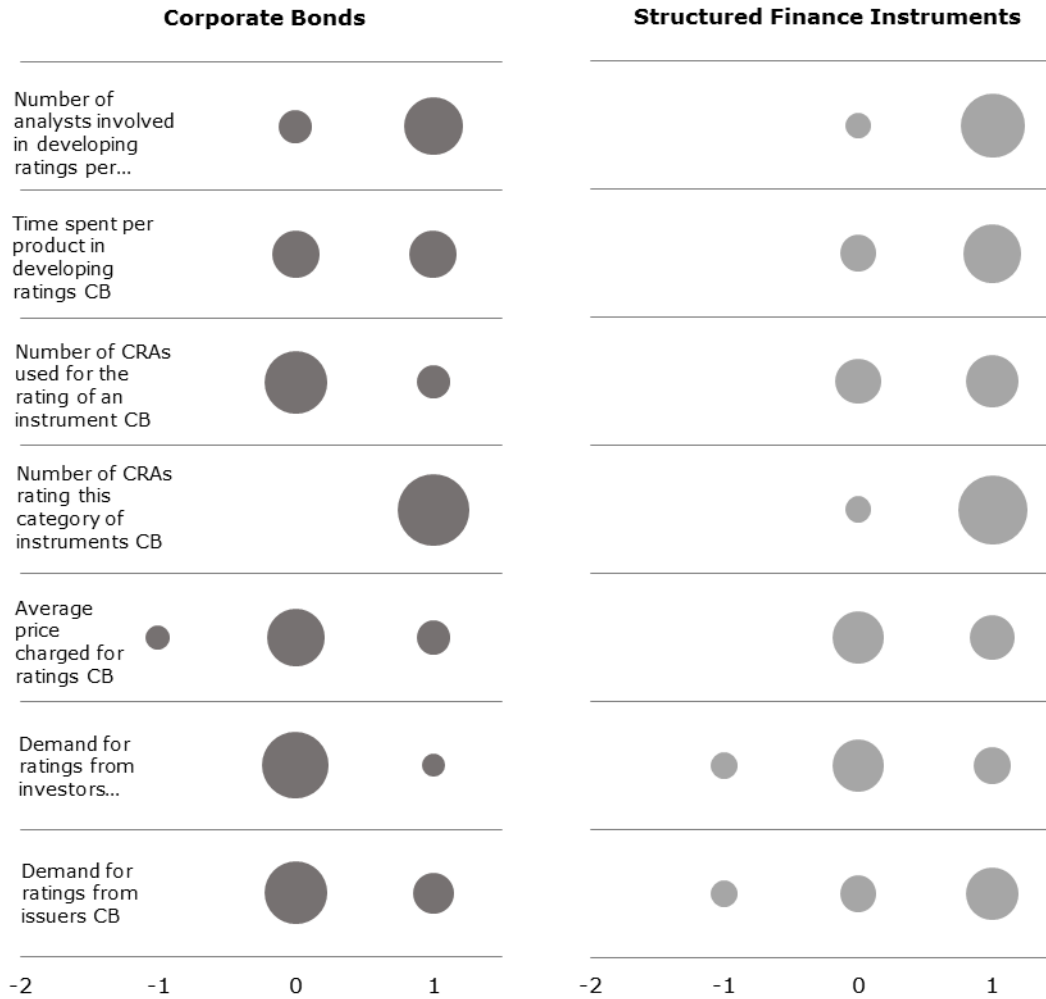 Corporate Bonds
Structured Finance Instruments
Number of
analysts involved
in developing
ratings per...
Time spent per
product in
developing
ratings CB
Number of CRAs
used for the
rating of an
instrument CB
Number of CRAs
rating this
category of
instruments CB
Average
price
charged for
ratings CB
Demand for
ratings from
investors...
Demand for
ratings from
issuers CB
-2 -1 0 1
-2 -1 0 1